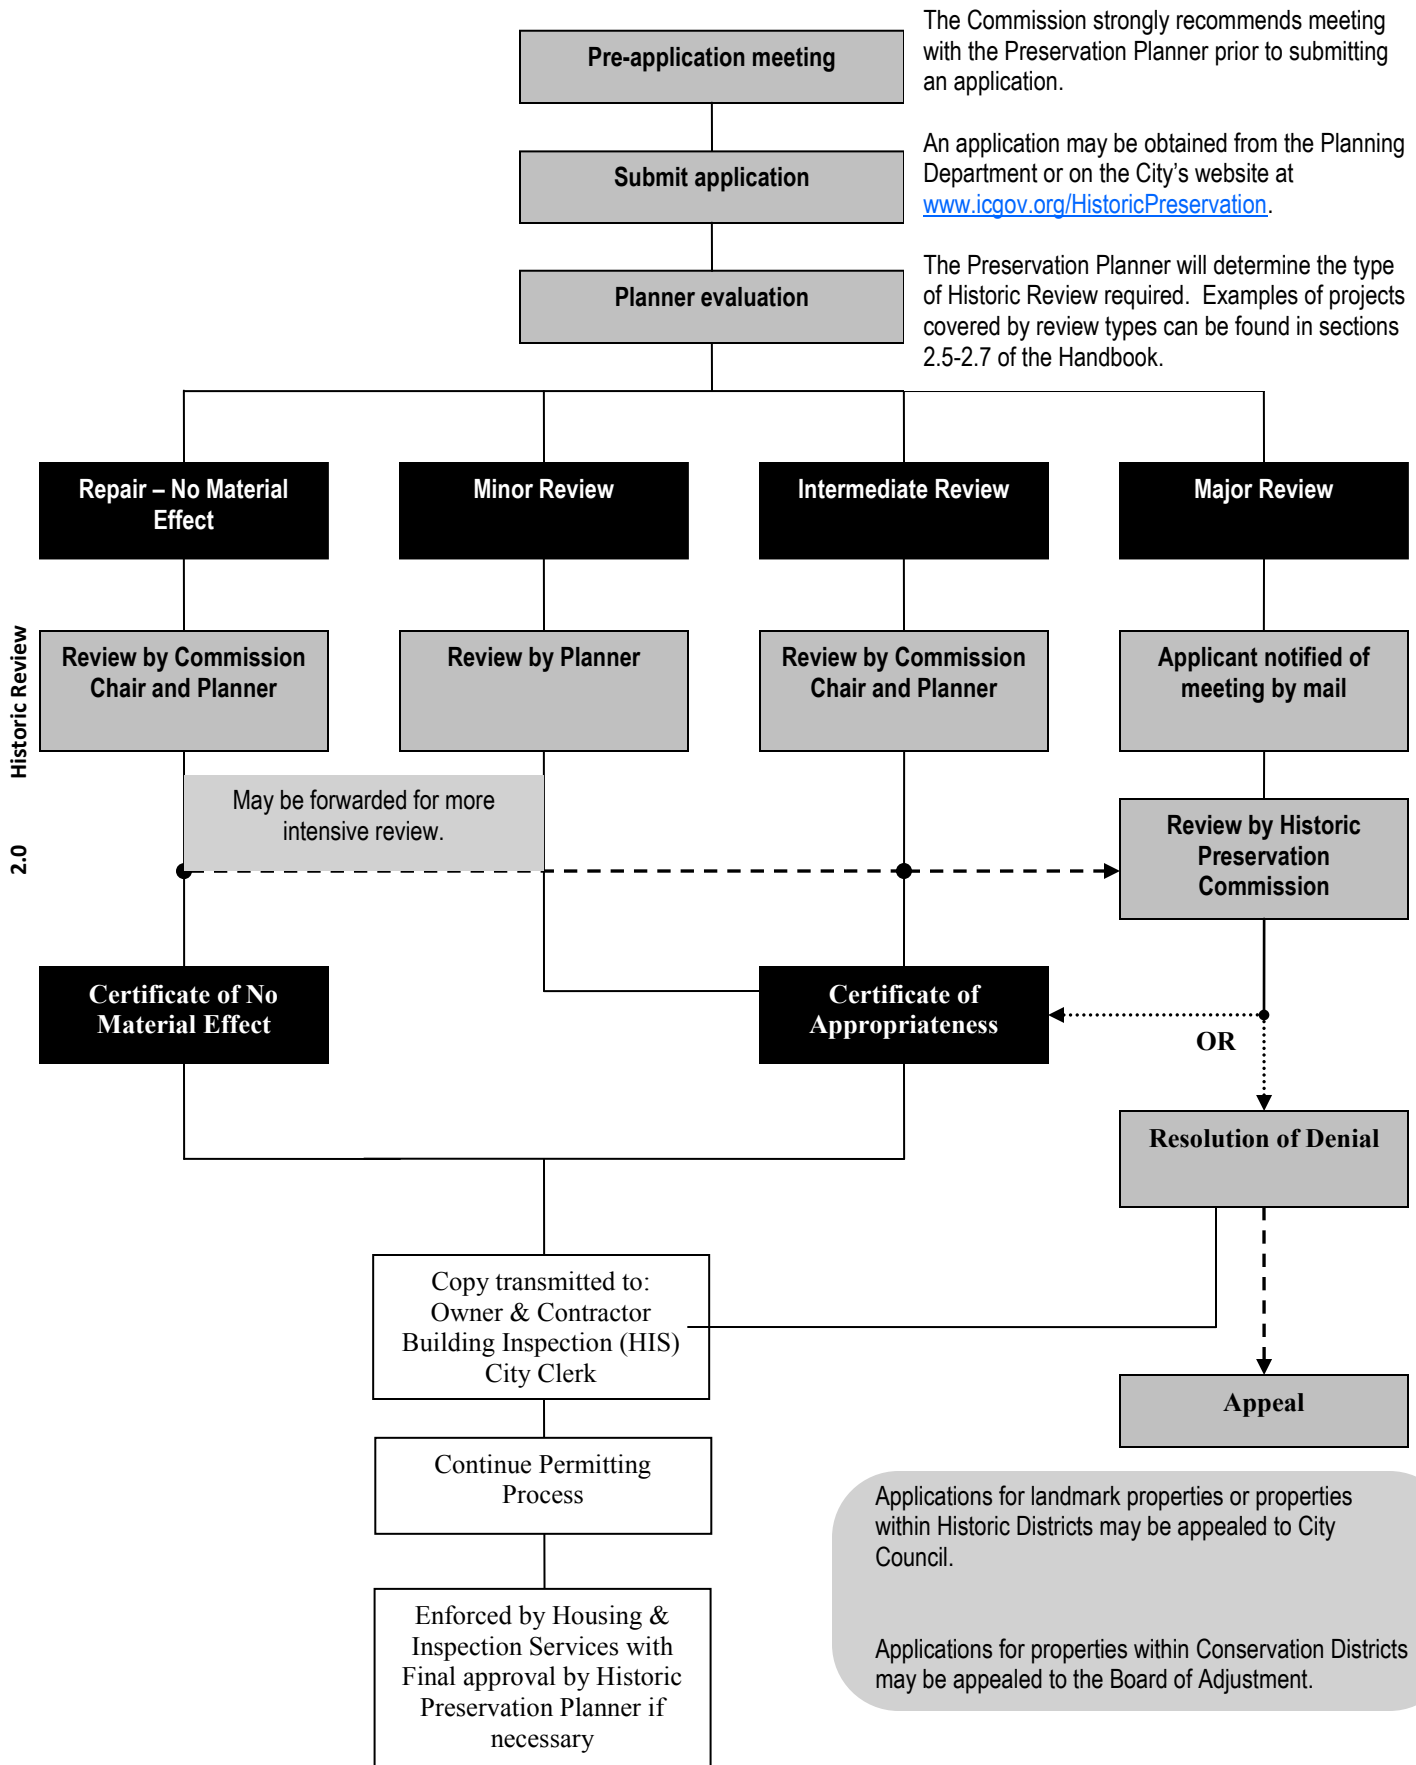 Pre-application meeting
The Commission strongly recommends meeting
with the Preservation Planner prior to submitting
an application.
Submit application
An application may be obtained from the Planning
Department or on the City’s website at
www.icgov.org/HistoricPreservation.
Planner evaluation
The Preservation Planner will determine the type
of Historic Review required.  Examples of projects
covered by review types can be found in sections
2.5-2.7 of the Handbook.
Repair – No Material
Effect
Minor Review
Intermediate Review
Major Review
2.0 Historic Review
Review by Commission
Chair and Planner
Review by Planner
Review by Commission
Chair and Planner
Applicant notified of
meeting by mail
May be forwarded for more
intensive review.
Review by Historic
Preservation
Commission
Certificate of No
Material Effect
Certificate of
Appropriateness
OR
Resolution of Denial
Copy transmitted to:
Owner & Contractor
Building Inspection (HIS)
City Clerk
Appeal
Continue Permitting
Process
Applications for landmark properties or properties
within Historic Districts may be appealed to City
Council.
Applications for properties within Conservation Districts
may be appealed to the Board of Adjustment.
Enforced by Housing &
Inspection Services with
Final approval by Historic
Preservation Planner if
necessary